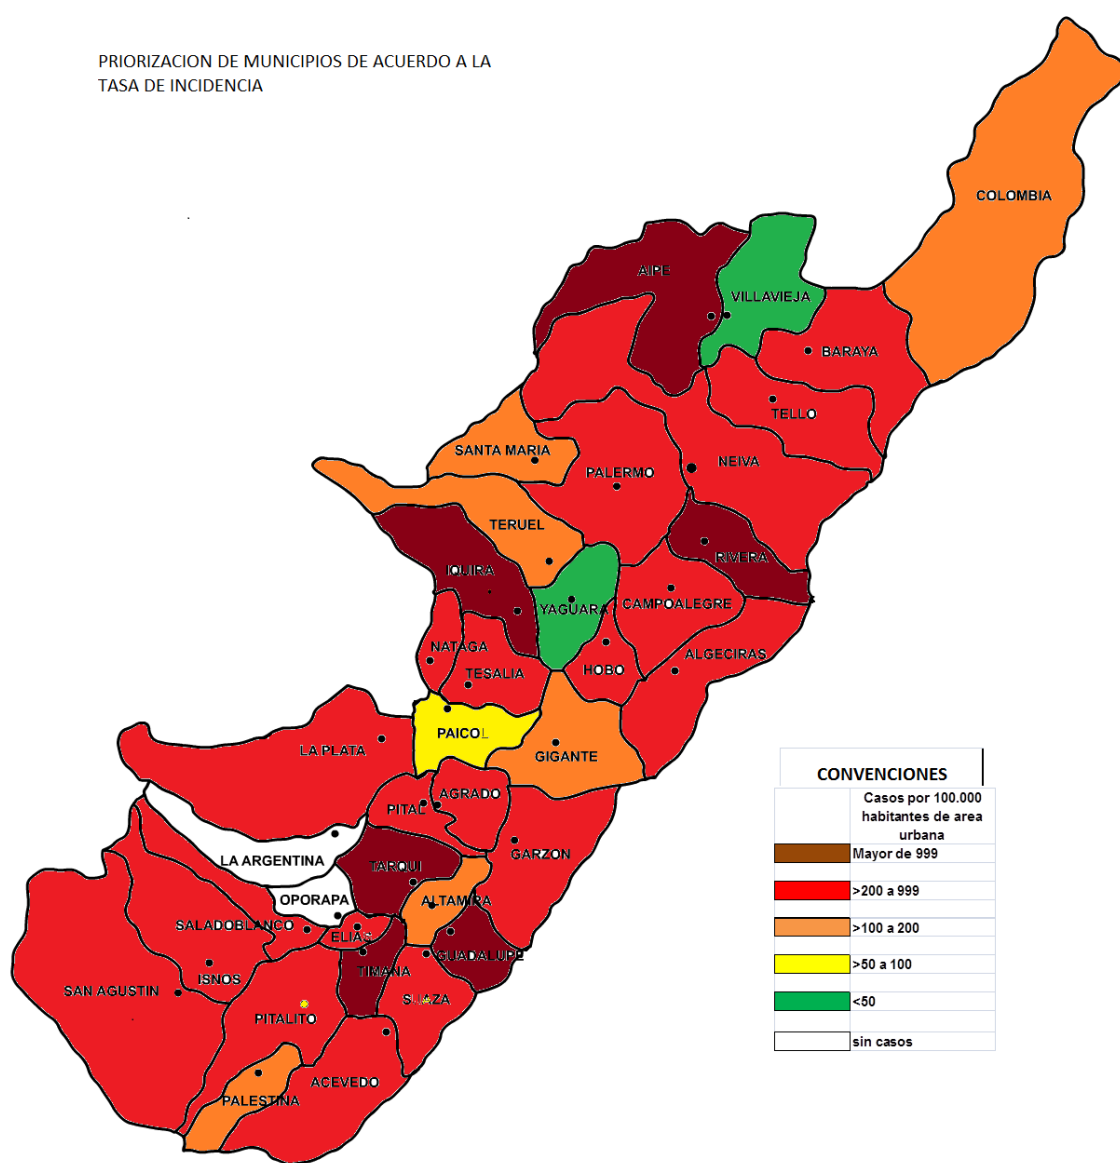 PRIORIZACION DE MUNICIPIOS DE ACUERDO A LA
TASA DE INCIDENCIA
COLOMBIA
AIPE
VILLAVIEJA
BARAYA
TELLO
SANTA MARIA
NEIVA
PALERMO
TERUEL
RIVERA
IQUIRA
YAGUARA
CAMPOALEGRE
NATAGA
ALGECIRAS
TESALIA
HOBO
PAICOL
LA PLATA
GIGANTE
AGRADO
PITAL
GARZON
LA ARGENTINA
TARQUI
OPORAPA
ALTAMIRA
SALADOBLANCO
ELIAS
GUADALUPE
ISNOS
TIMANA
SAN AGUSTIN
SUAZA
PITALITO
ACEVEDO
PALESTINA
CONVENCIONES
Casos por 100.000
habitantes de area
urbana
Mayor de 999
>200 a 999
>100 a 200
>50 a 100
<50
sin casos